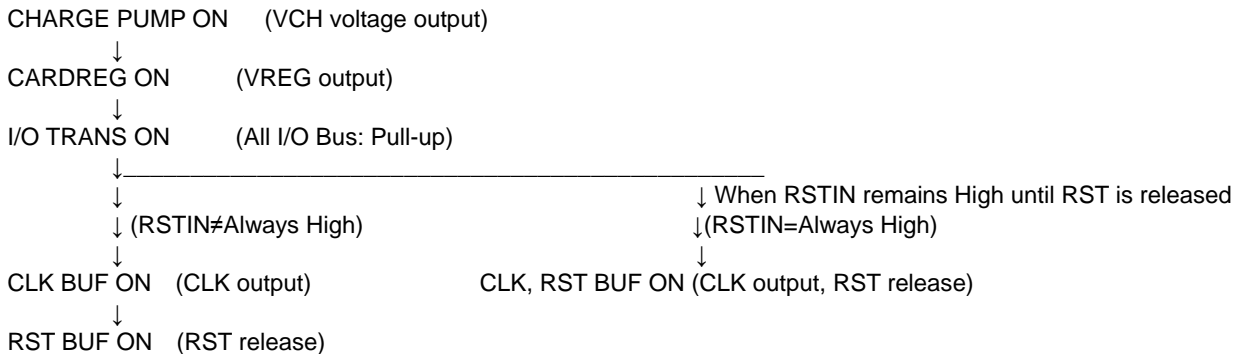 CHARGE PUMP ON (VCH voltage output)
↓
CARDREG ON (VREG output)
↓
I/O TRANS ON (All I/O Bus: Pull-up)
↓________________________________________________
↓ ↓ When RSTIN remains High until RST is released
↓ (RSTIN≠Always High) ↓(RSTIN=Always High)
↓ ↓
CLK BUF ON (CLK output) CLK, RST BUF ON (CLK output, RST release)
↓
RST BUF ON (RST release)